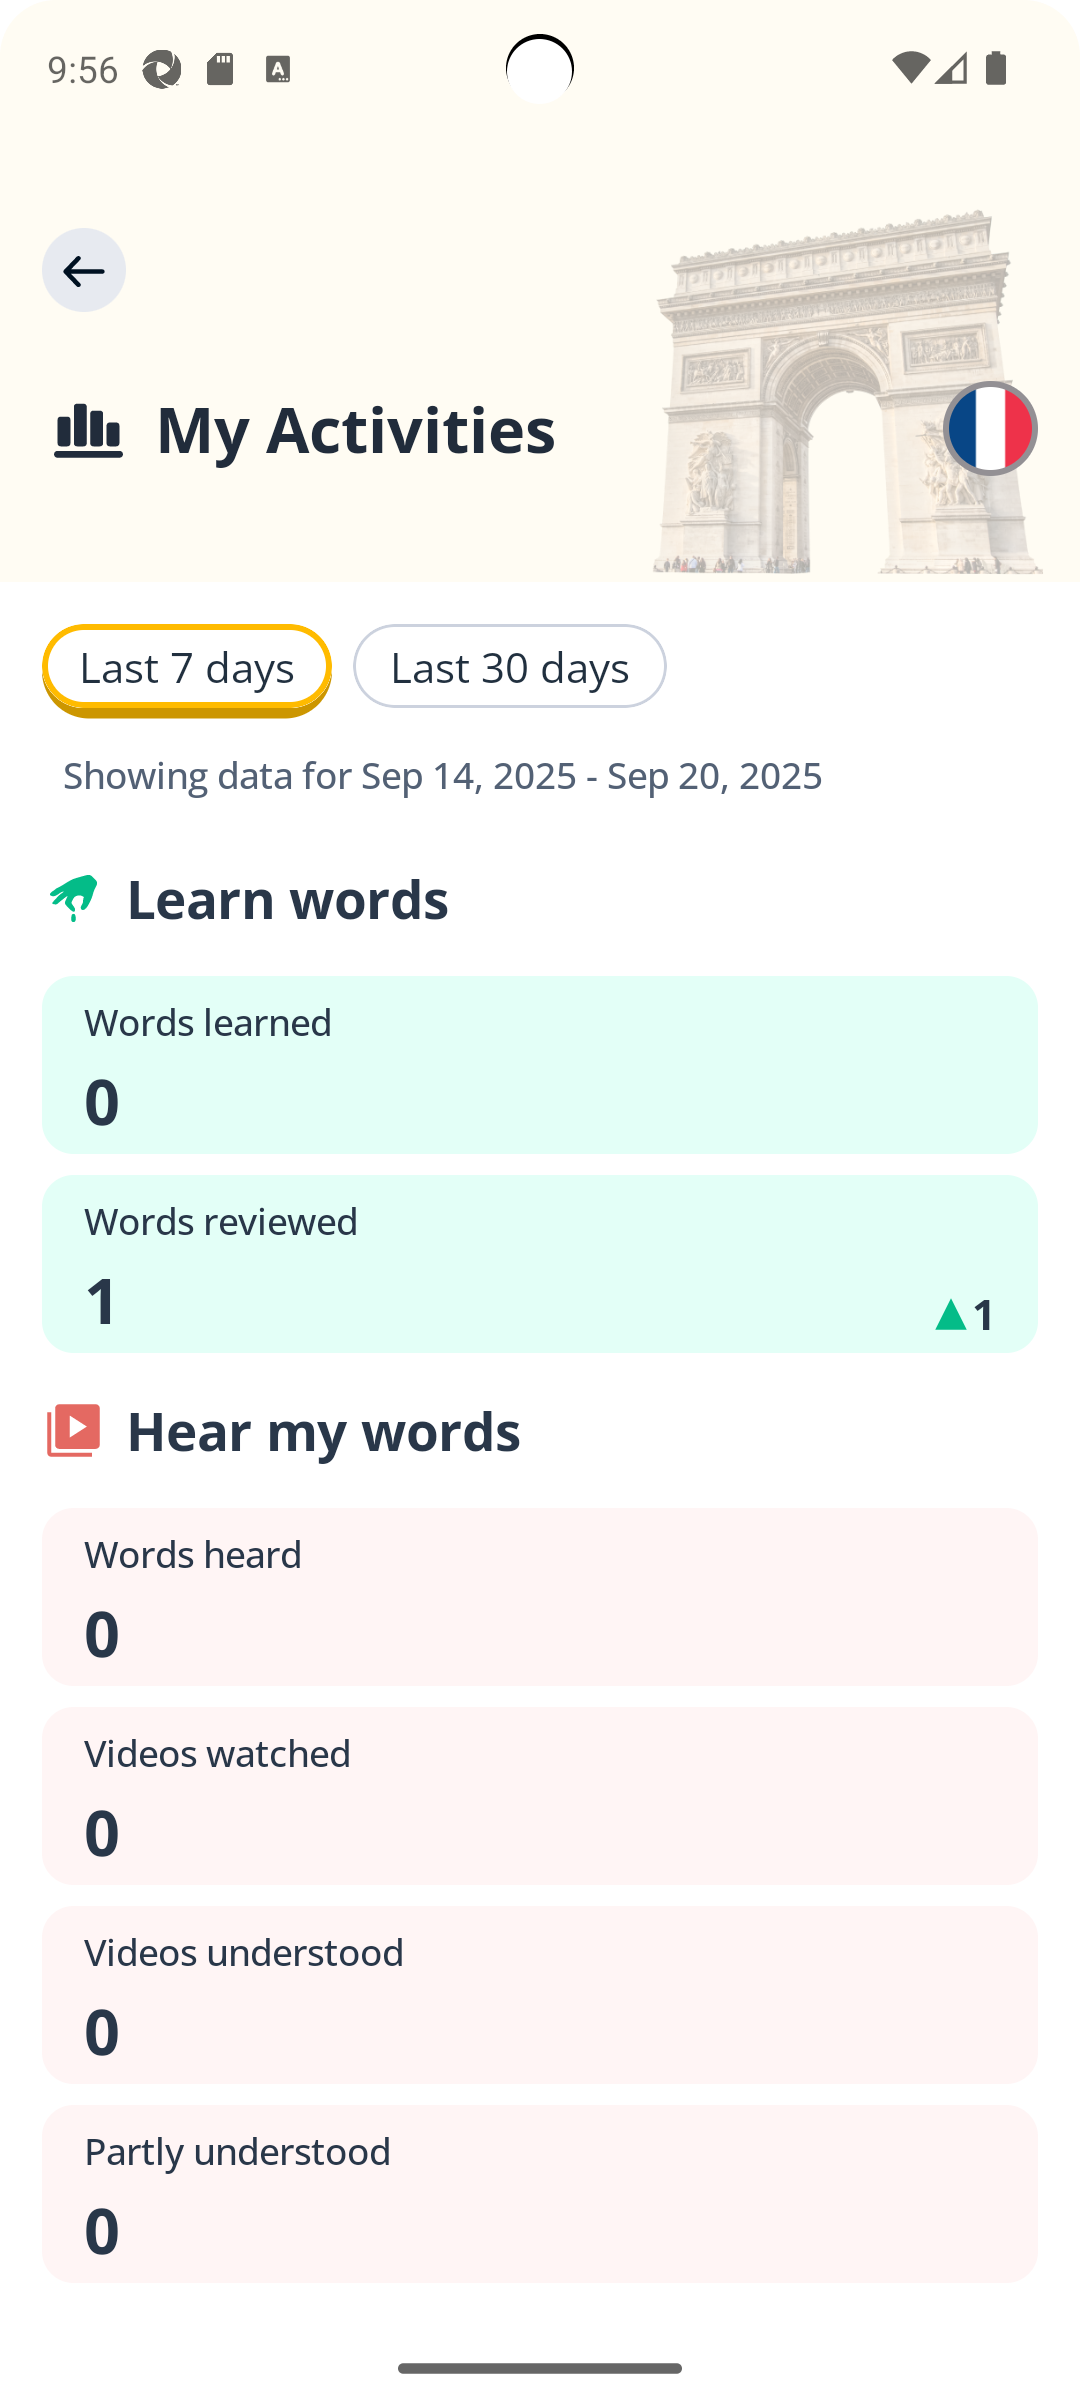 9:56
My Activities
Last 7 days
Last 30 days
Showing data for Sep 14, 2025 - Sep 20, 2025
Learn words
Words learned
0
Words reviewed
1
1
Hear my words
Words heard
0
Videos watched
0
Videos understood
0
Partly understood
0